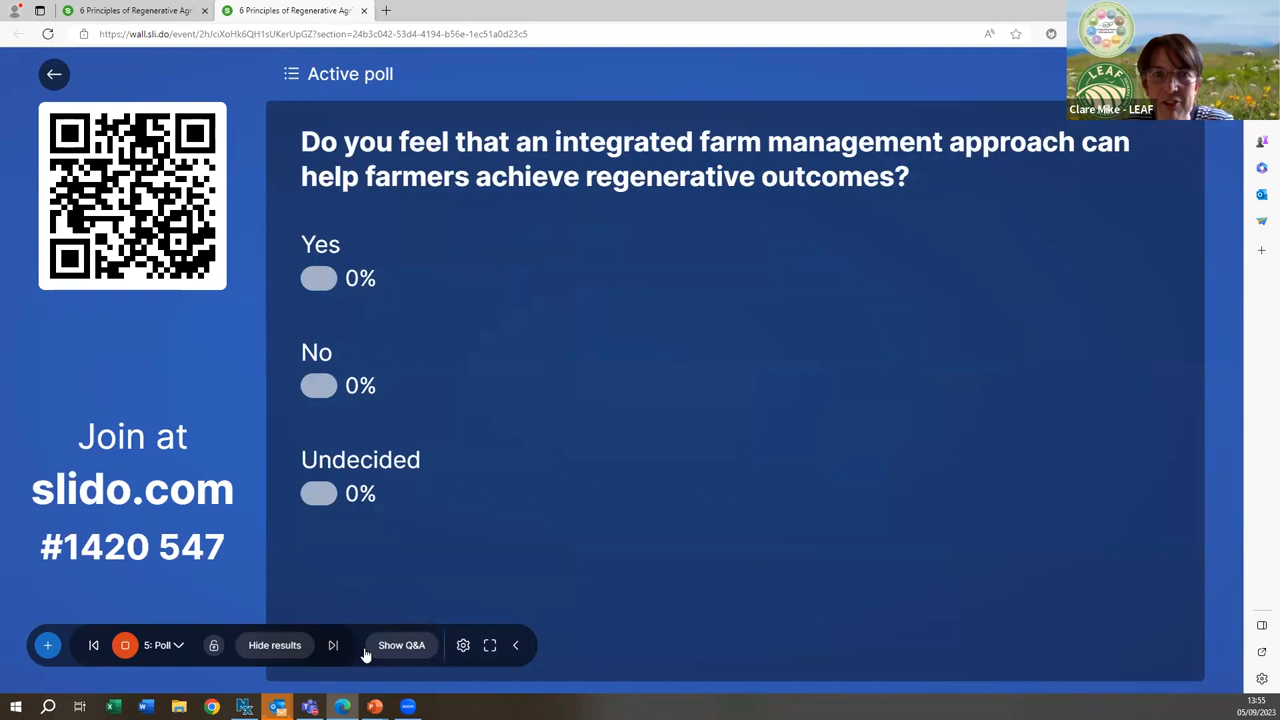 6 Principles of Regenerative Agr
6 Principles of Regenerative Agr
https://wall.sli.do/event/2hJciXoHk6QH1sUKerUpGZ?section=24b3c042-53d4-4194-b56e-1ec51a0d23c5
Active poll
LEAF
Clare Mike - LEAF
Do you feel that an integrated farm management approach can
help farmers achieve regenerative outcomes?
Yes
0%
No
0%
Undecided
0%
Join at
slido.com
#1420 547
5: Poll
Hide results
Show Q&A
13:55
05/09/2023